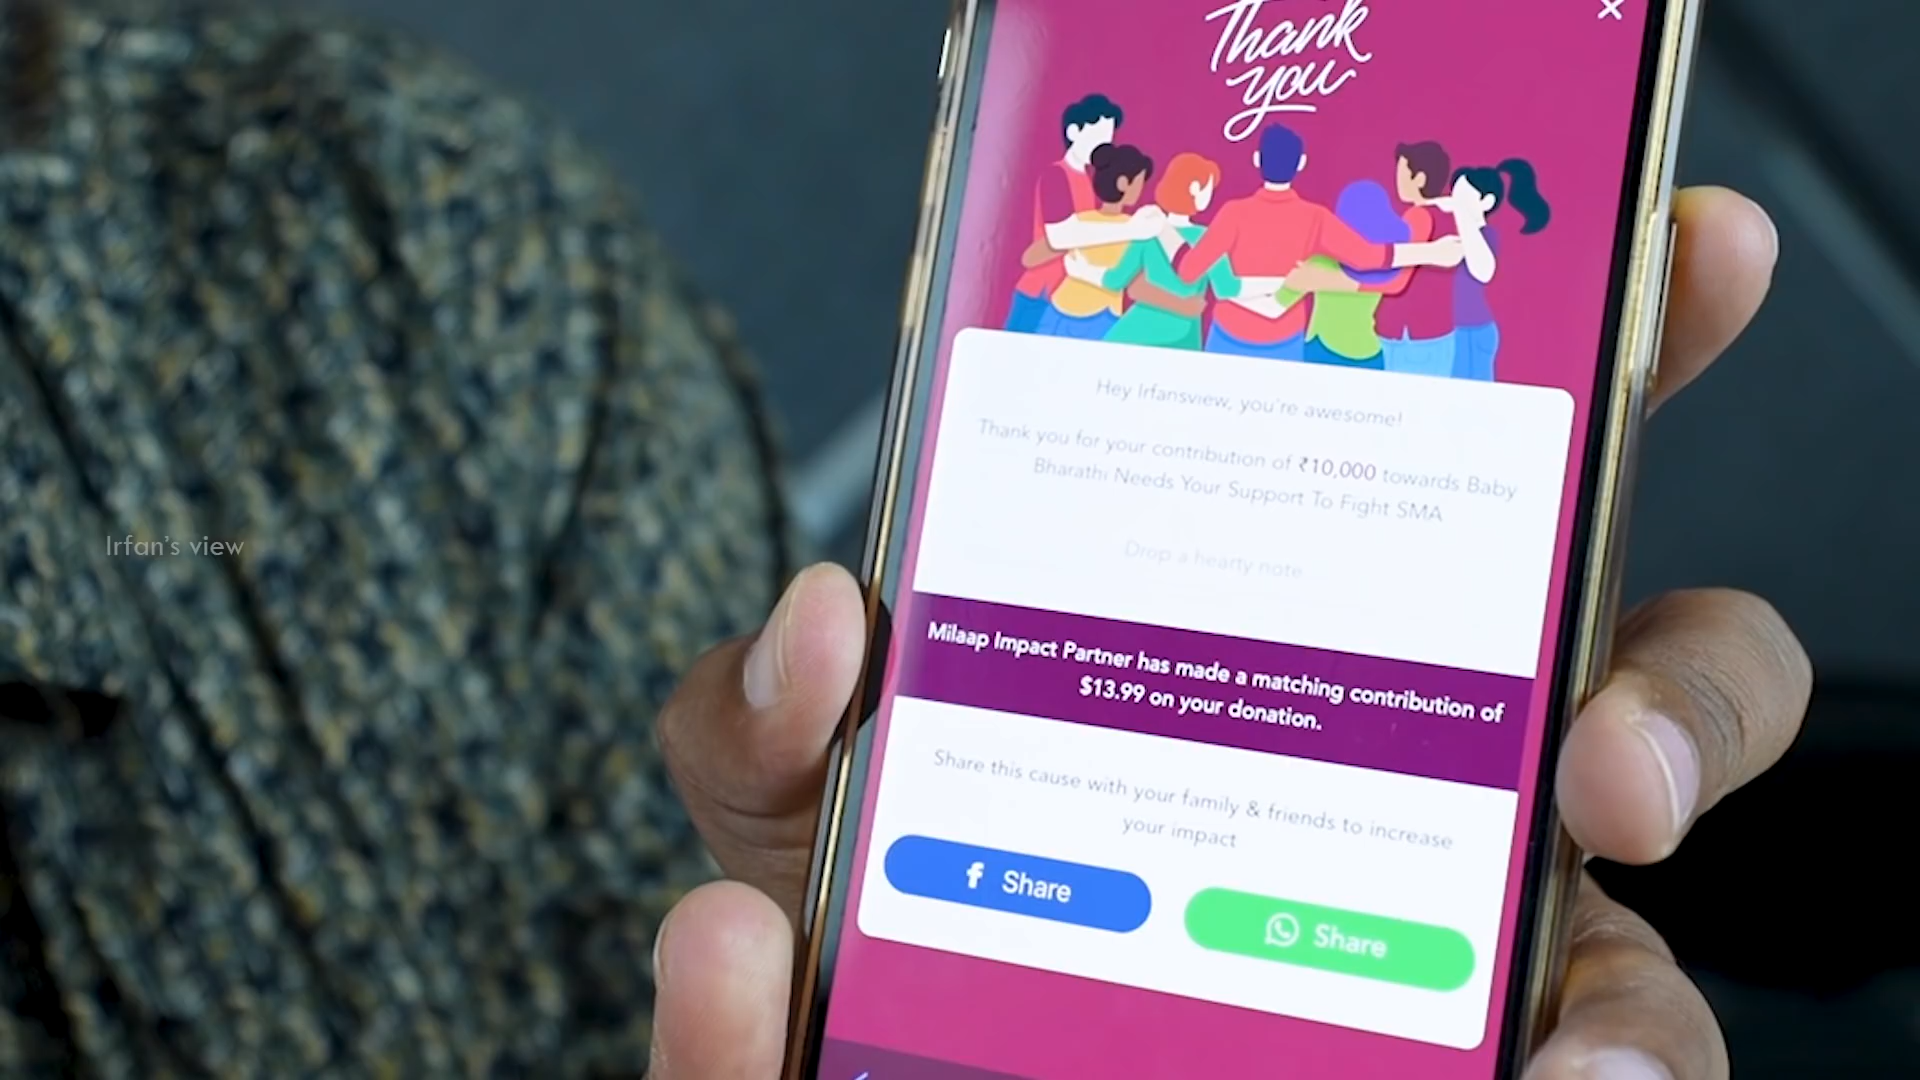 Thank
you
Hey Irfansview, you're awesome!
Thank you for your contribution of ₹10,000 towards Baby
Bharathi Needs Your Support To Fight SMA
Drop a hearty note
Milaap Impact Partner has made a matching contribution of
$13.99 on your donation.
Share this cause with your family & friends to increase
your impact
Share
Share
Irfan's view